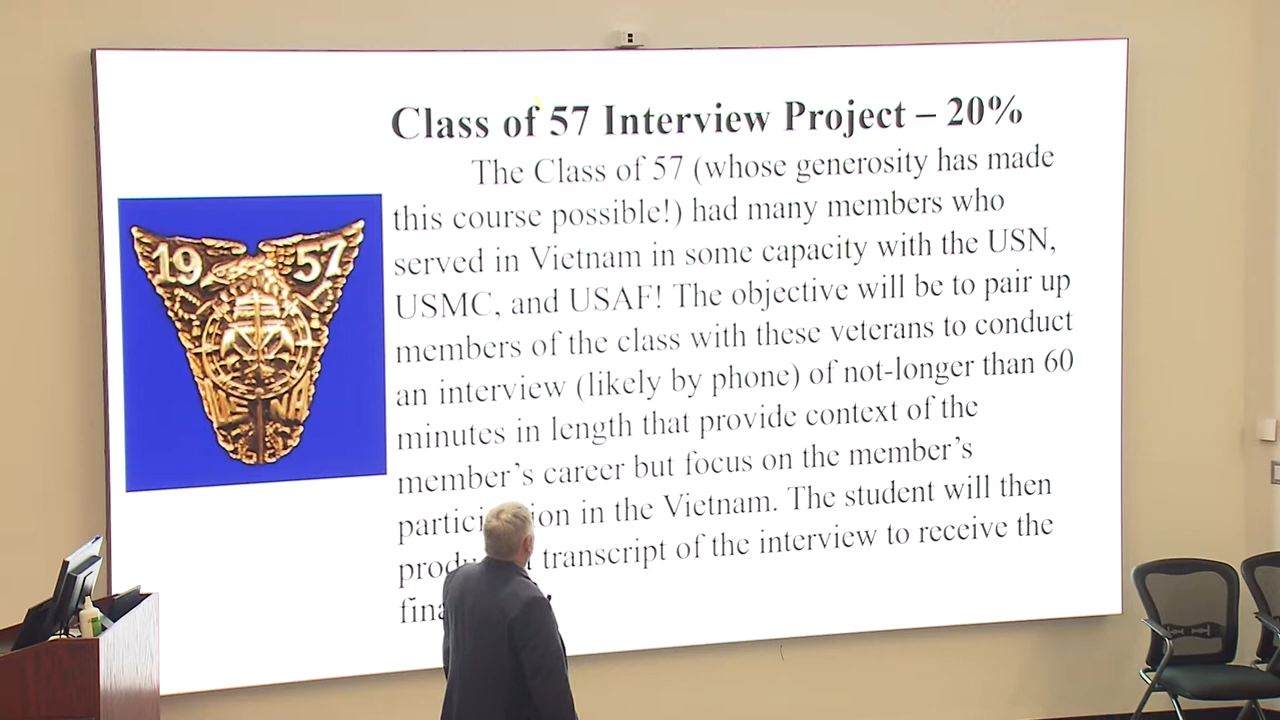 Class of 57 Interview Project – 20%
The Class of 57 (whose generosity has made
this course possible!) had many members who
served in Vietnam in some capacity with the USN,
USMC, and USAF! The objective will be to pair up
members of the class with these veterans to conduct
an interview (likely by phone) of not-longer than 60
minutes in length that provide context of the
member's career but focus on the member's
in the Vietnam. The student will then
transcript of the interview to receive the
19 57